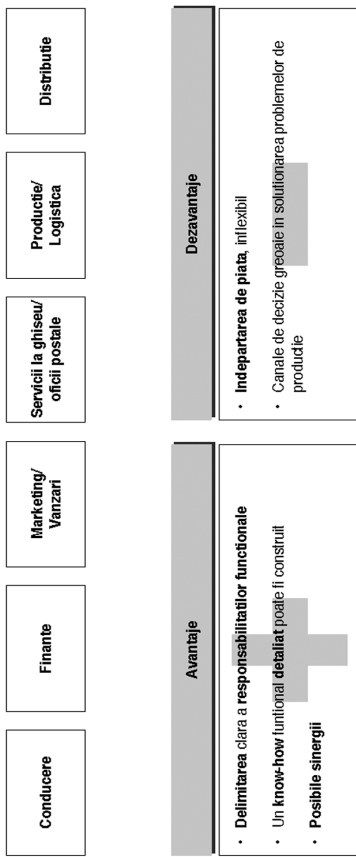 Conducere
Finante
Marketing/
Vanzari
Servicii la ghiseu/
oficii postale
Productie/
Logistica
Distributie
Avantaje
• Delimitarea clara a responsabilitatilor functionale
• Un know-how funtional detaliat poate fi construit
• Posibile sinergii
Dezavantaje
• Indepartarea de piata, inflexibil
• Canale de decizie greoaie in solutionarea problemelor de
productie